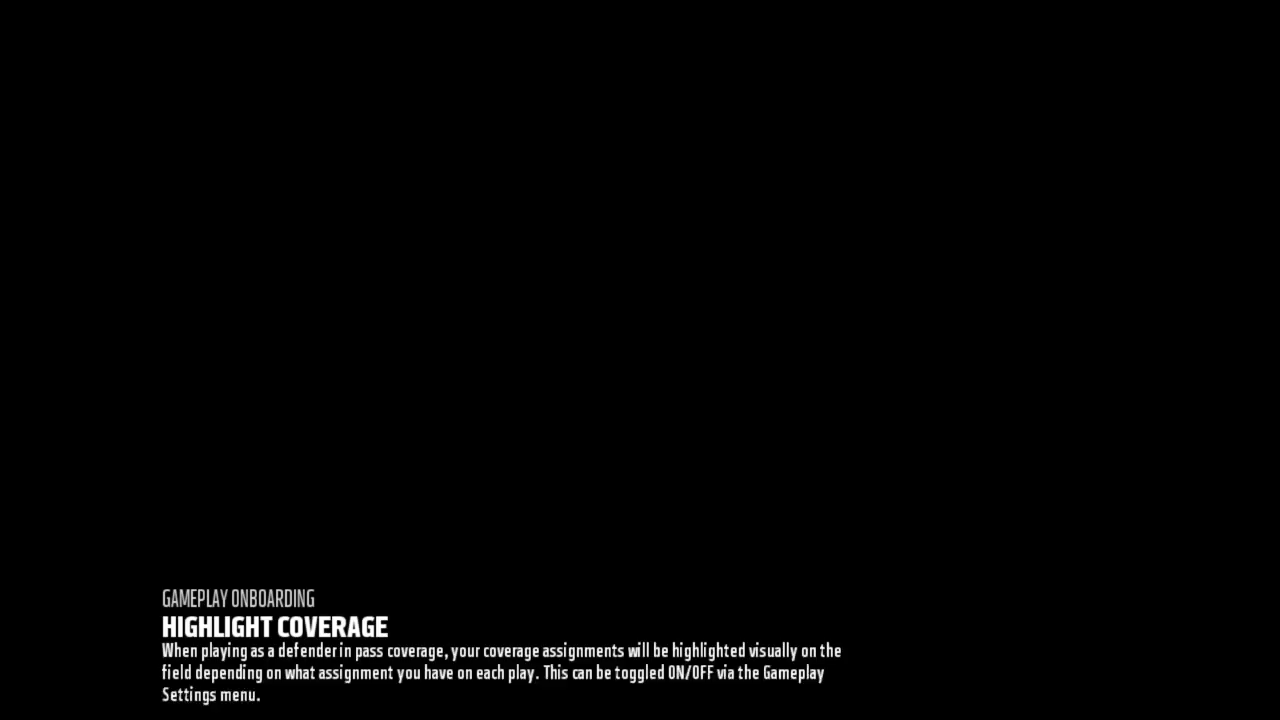 GAMEPLAY ONBOARDING
HIGHLIGHT COVERAGE
When playing as a defender in pass coverage, your coverage assignments will be highlighted visually on the
field depending on what assignment you have on each play. This can be toggled ON/OFF via the Gameplay
Settings menu.